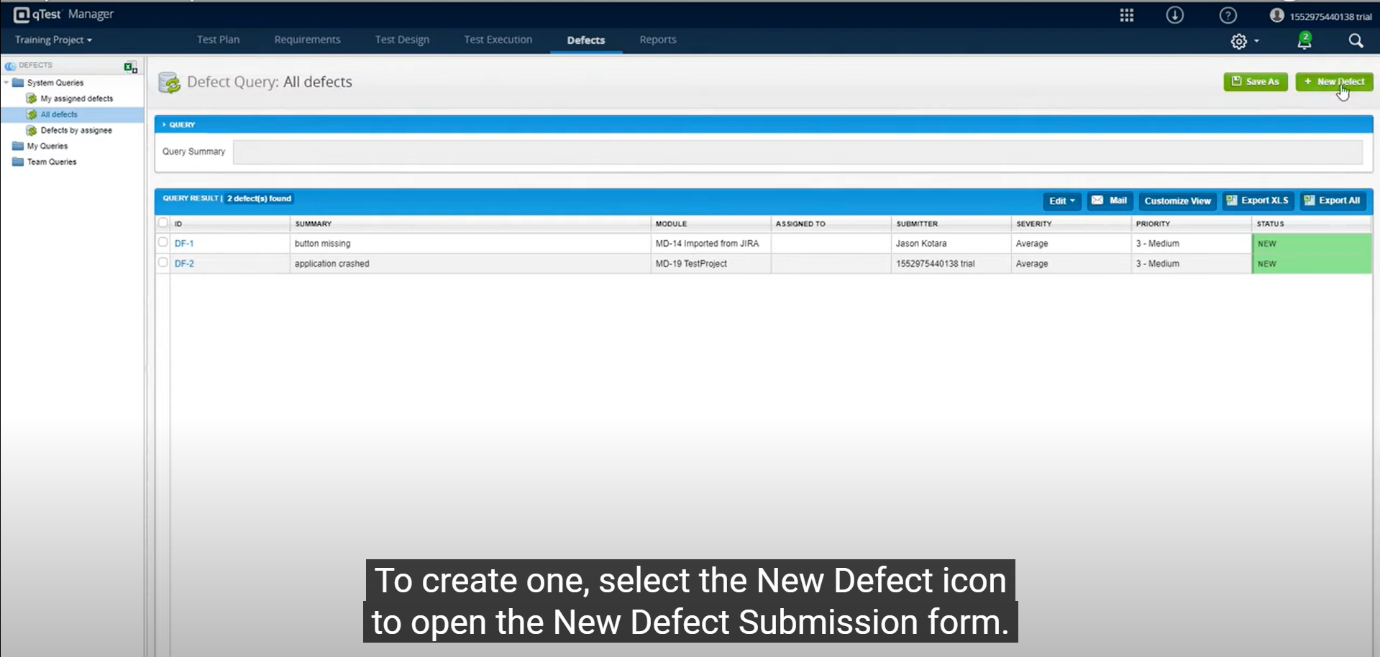 qTest Manager
1552975440138 trial
Training Project
Test Plan Requirements Test Design Test Execution Defects Reports
2
DEFECTS
System Queries
My assigned defects
All defects
Defects by assignee
My Queries
Team Queries
Defect Query: All defects
Save As + New Defect
QUERY
Query Summary
QUERY RESULT | 2 defect(s) found
Edit Mail Customize View Export XLS Export All
ID SUMMARY MODULE ASSIGNED TO SUBMITTER SEVERITY PRIORITY STATUS
DF-1 button missing MD-14 Imported from JIRA Jason Kotara Average 3 - Medium NEW
DF-2 application crashed MD-19 TestProject 1552975440138 trial Average 3 - Medium NEW
To create one, select the New Defect icon
to open the New Defect Submission form.